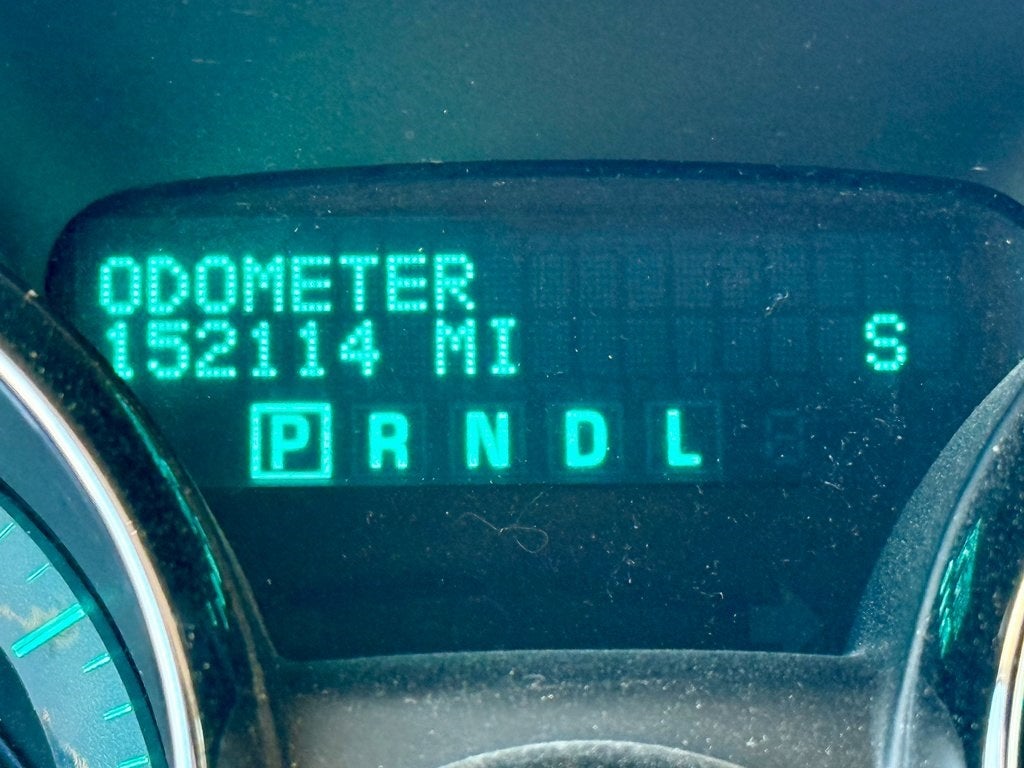 ODOMETER
152114 MI S
P R N D L